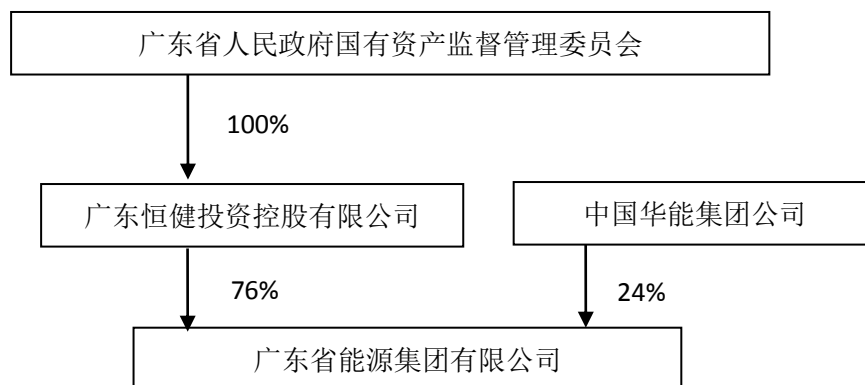 广东省人民政府国有资产监督管理委员会
100%
广东恒健投资控股有限公司
中国华能集团公司
76%
24%
广东省能源集团有限公司